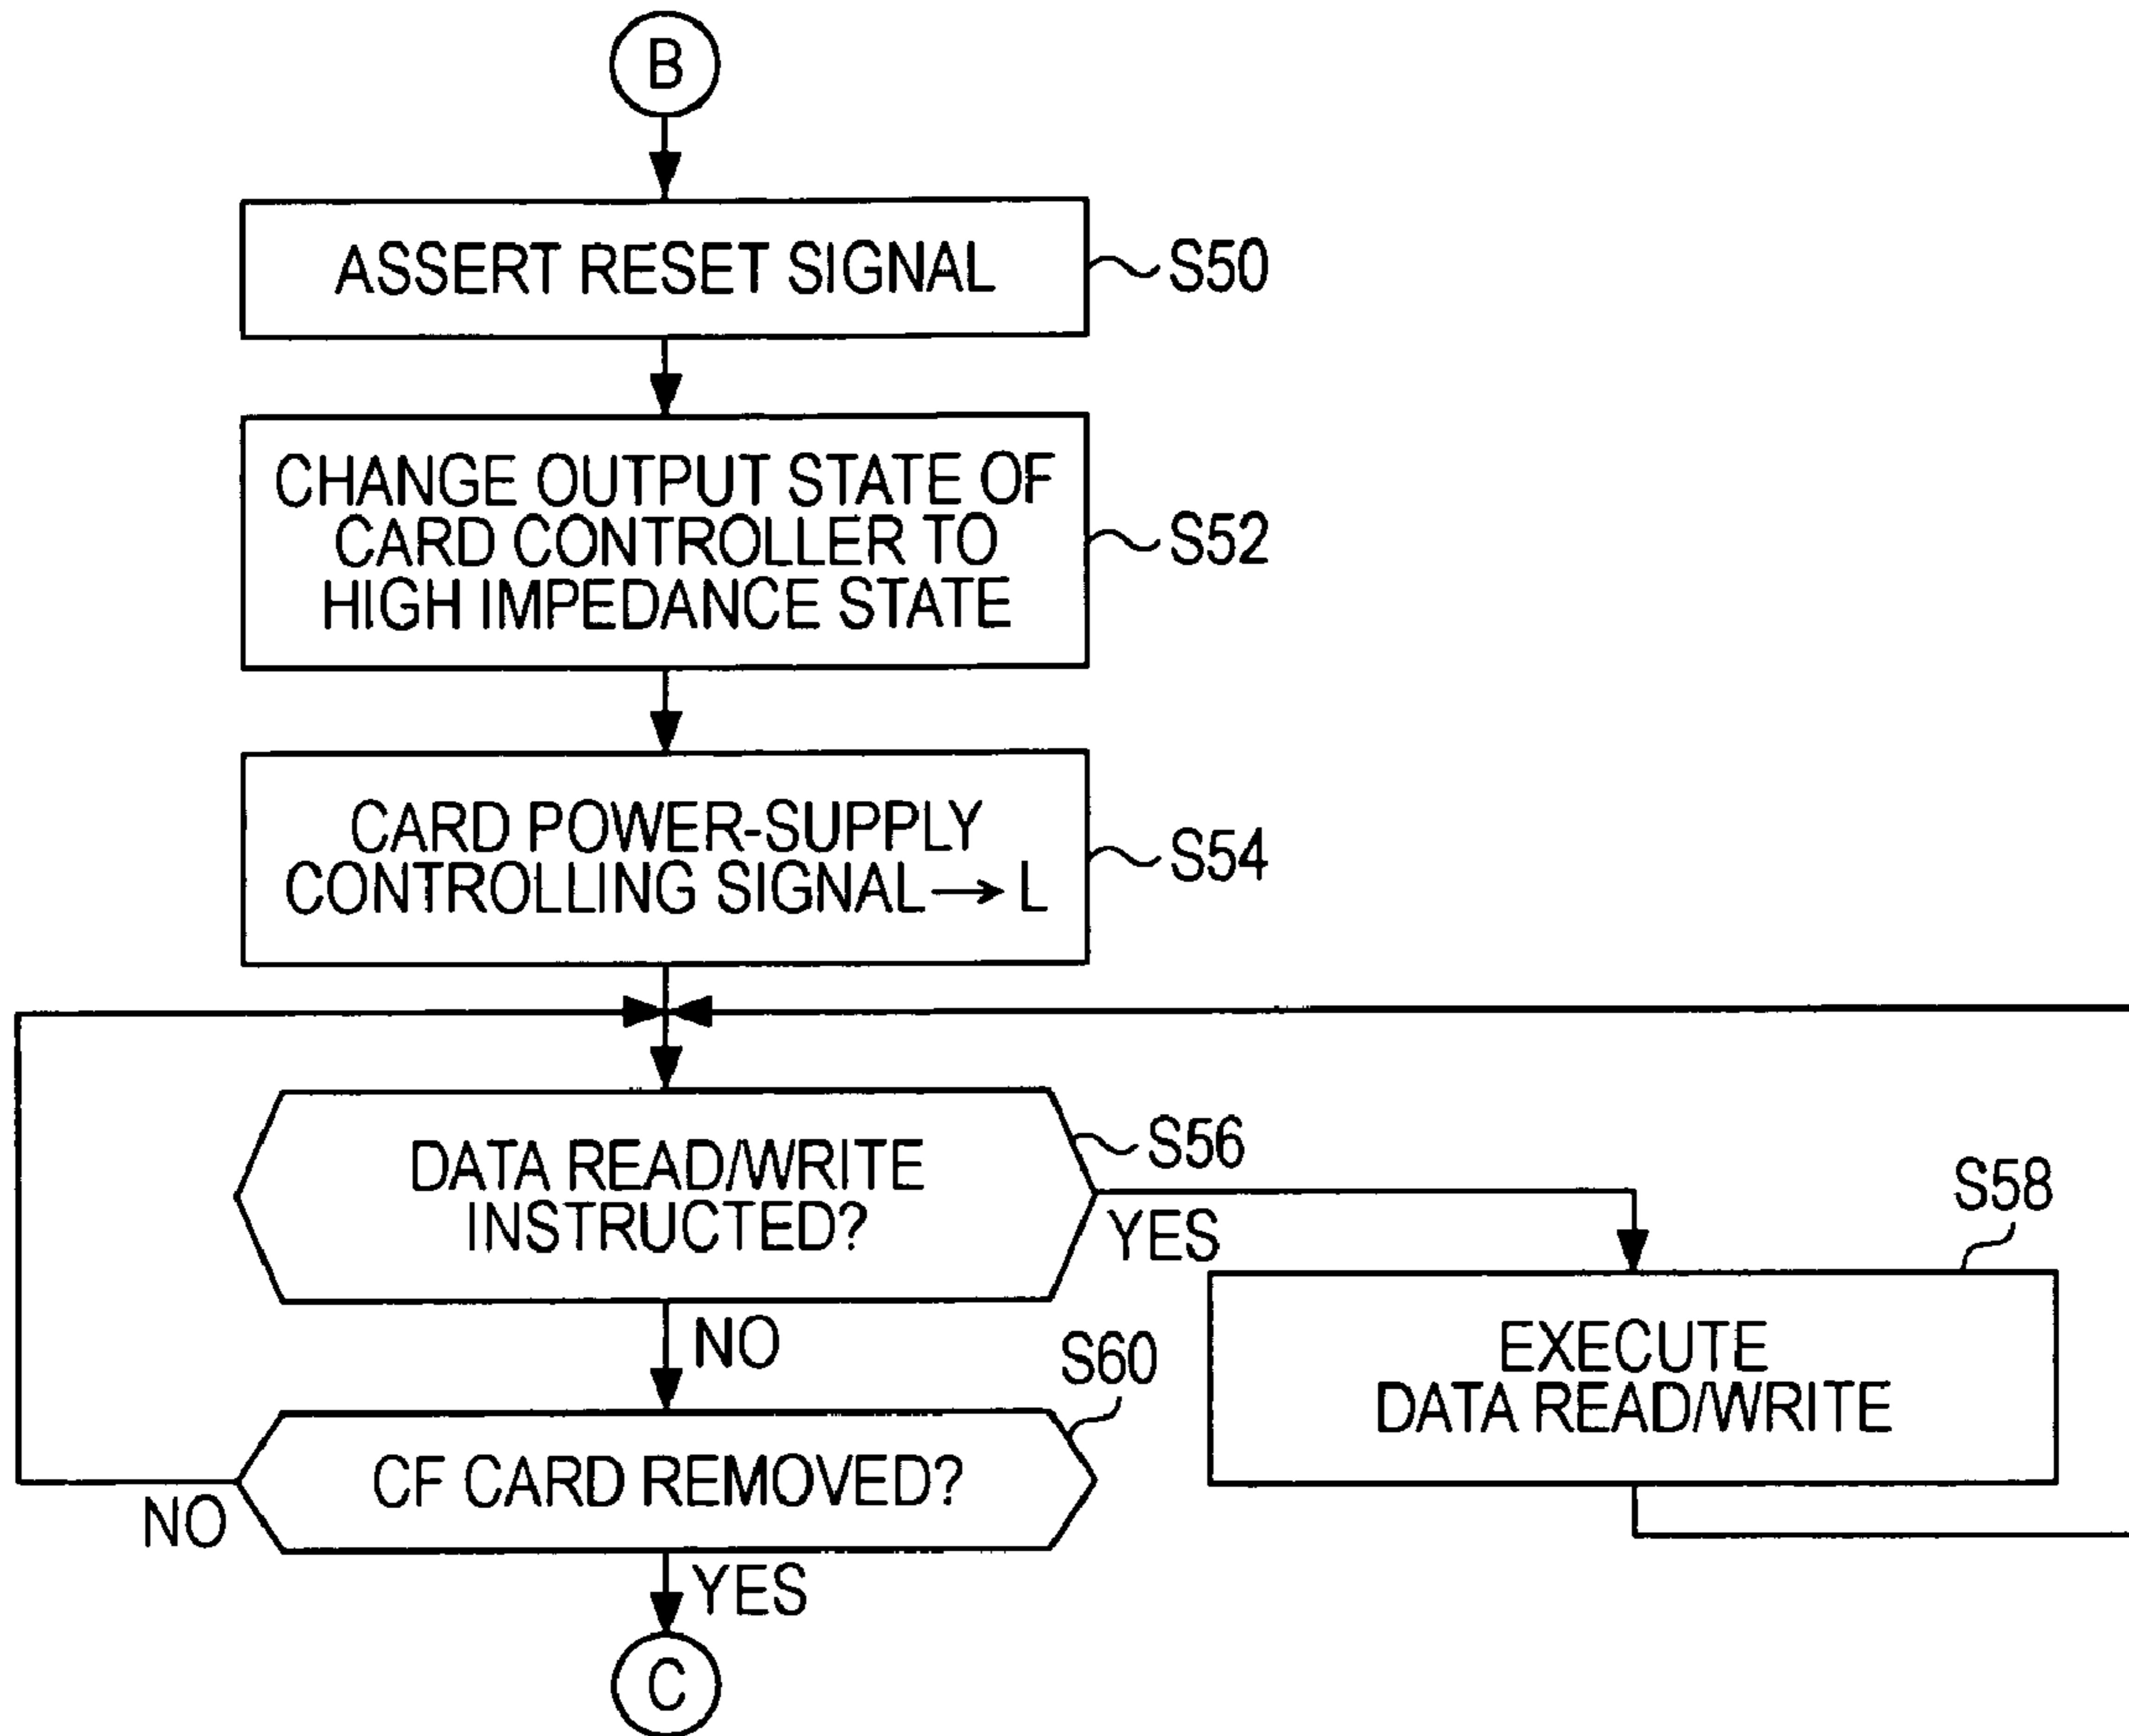 B
ASSERT RESET SIGNAL
S50
CHANGE OUTPUT STATE OF
CARD CONTROLLER TO
HIGH IMPEDANCE STATE
S52
CARD POWER-SUPPLY
CONTROLLING SIGNAL→L
S54
DATA READ/WRITE
INSTRUCTED?
S56
YES
S58
EXECUTE
DATA READ/WRITE
NO
S60
CF CARD REMOVED?
NO
YES
C